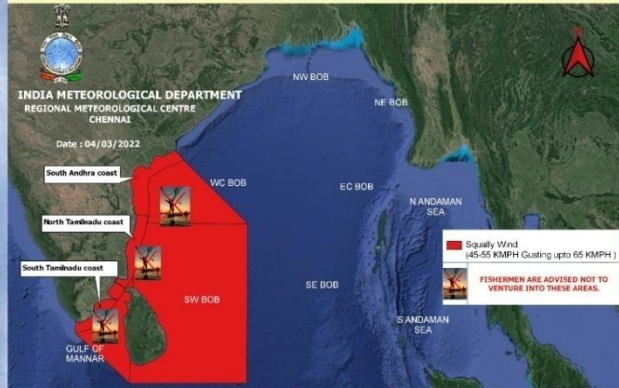 INDIA METEOROLOGICAL DEPARTMENT
REGIONAL METEOROLOGICAL CENTRE
CHENNAI
Date : 04/03/2022
NW BOB
NE BOB
South Andhra coast
WC BOB
EC BOB
N ANDAMAN
SEA
North Tamilnadu coast
South Tamilnadu coast
SW BOB
SE BOB
S ANDAMAN
SEA
GULF OF
MANNAR
Squally Wind
(45-55 KMPH Gusting upto 65 KMPH )
FISHERMEN ARE ADVISED NOT TO
VENTURE INTO THESE AREAS.